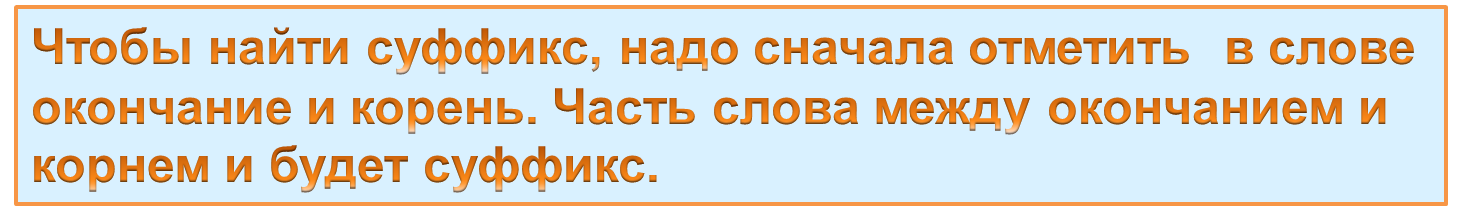 Чтобы найти суффикс, надо сначала отметить в слове
окончание и корень. Часть слова между окончанием и
корнем и будет суффикс.